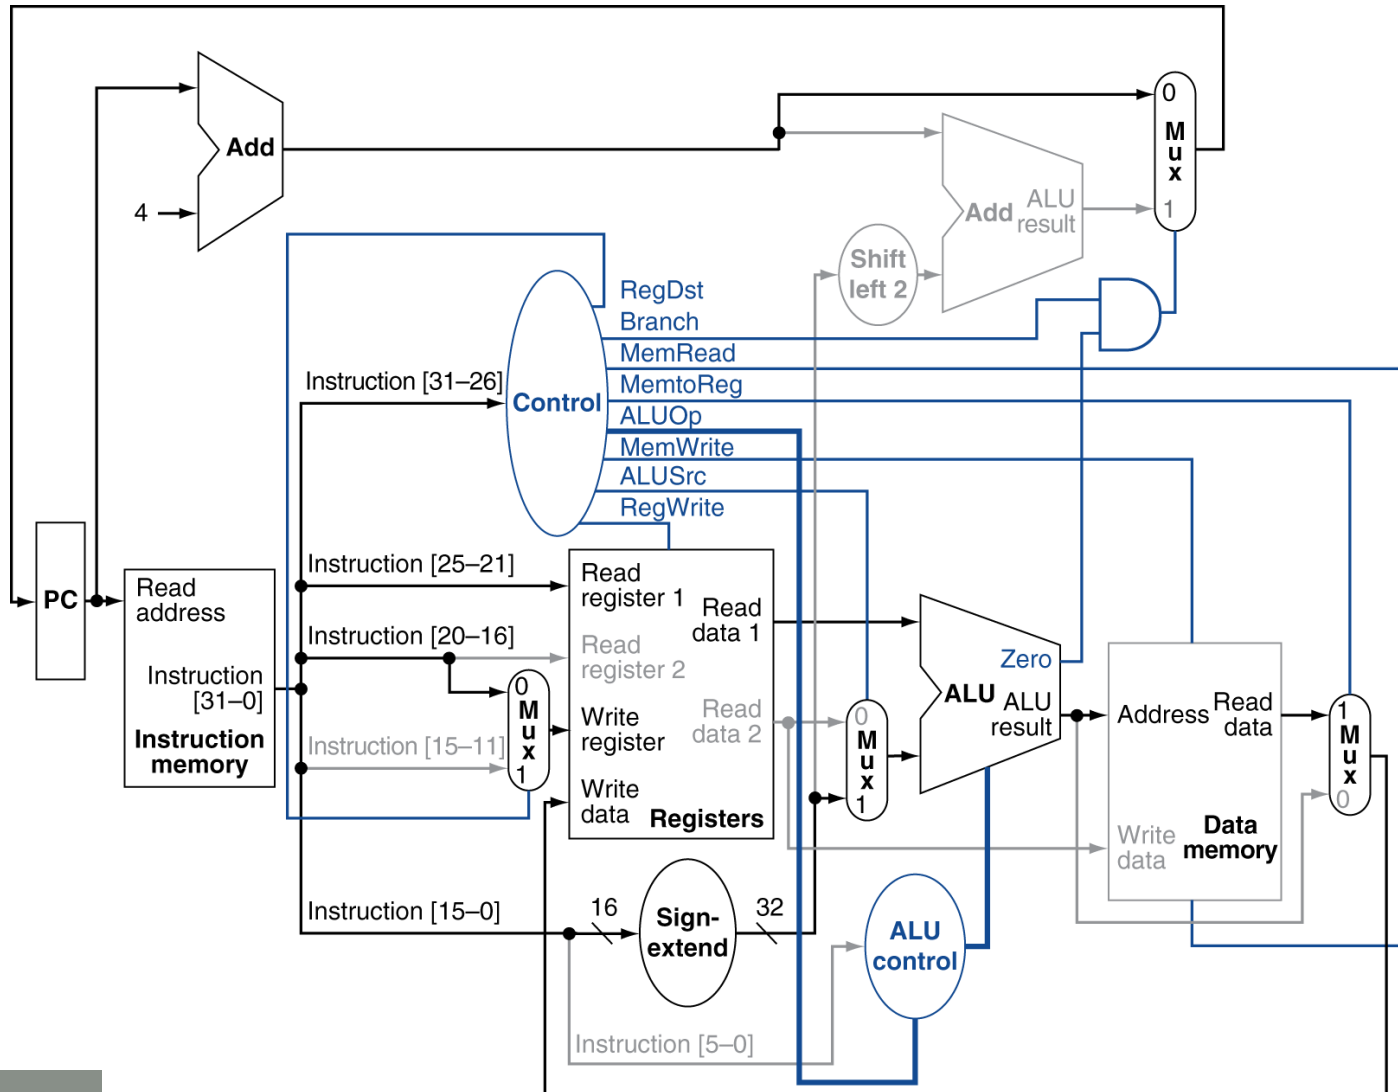 0
M
u
x
1
Add
4
Add
ALU
result
Shift
left 2
RegDst
Branch
MemRead
MemtoReg
ALUOp
MemWrite
ALUSrc
RegWrite
Control
Instruction [31–26]
Instruction [25–21]
Instruction [20–16]
Instruction [15–11]
Instruction [15–0]
Instruction [5–0]
PC
Read
address
Instruction
[31–0]
Instruction
memory
0
M
u
x
1
Read
register 1
Read
register 2
Write
register
Write
data
Read
data 1
Read
data 2
Registers
16
Sign-
extend
32
0
M
u
x
1
Zero
ALU
ALU
result
ALU
control
Address
Read
data
Write
data
Data
memory
1
M
u
x
0